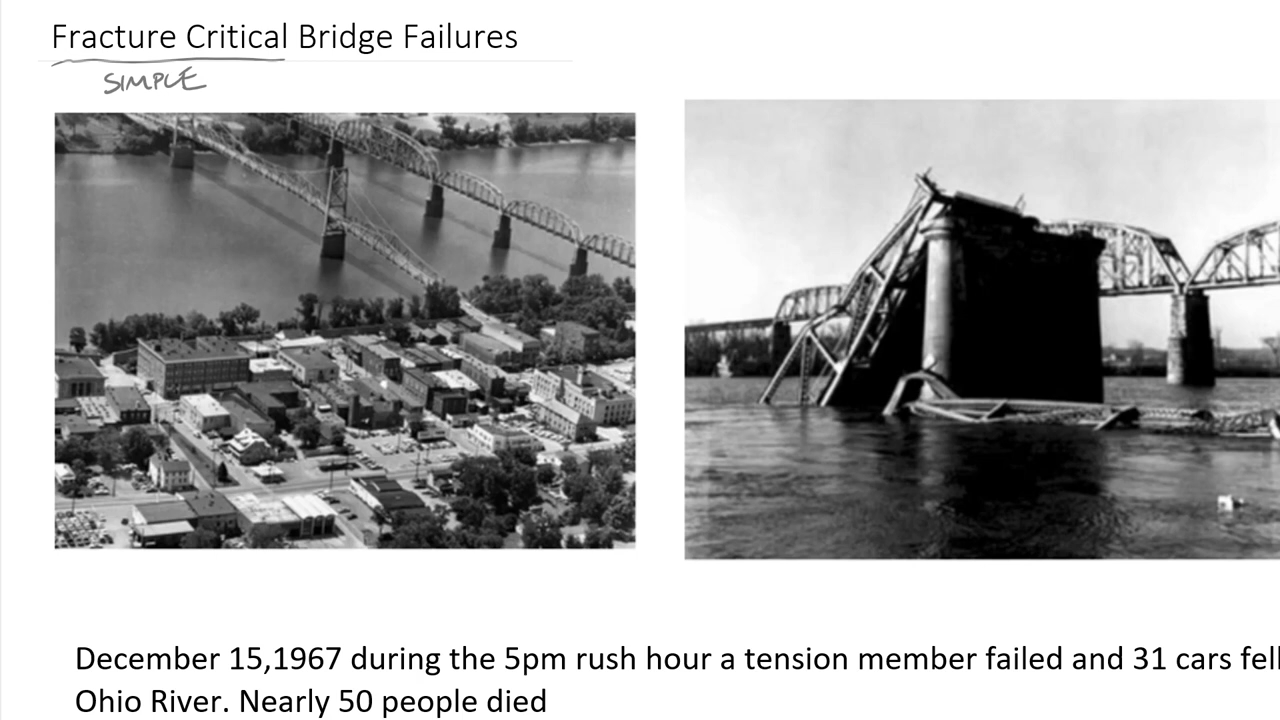 Fracture Critical Bridge Failures
SIMPLE
December 15,1967 during the 5pm rush hour a tension member failed and 31 cars fell
Ohio River. Nearly 50 people died